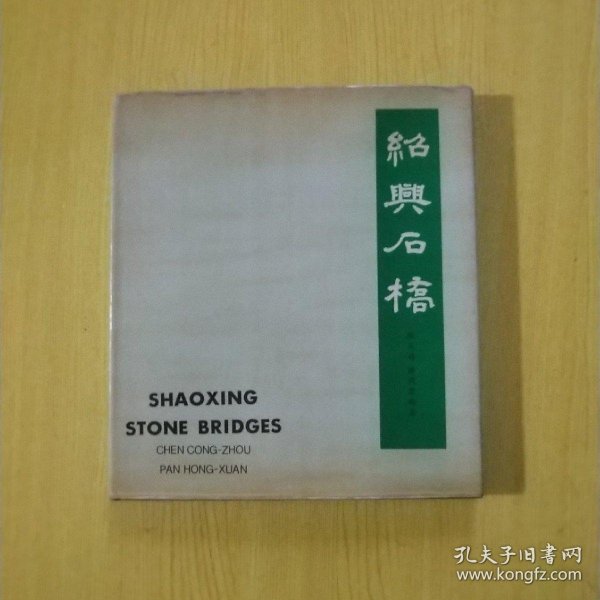 紹興石橋
SHAOXING
STONE BRIDGES
CHEN CONG-ZHOU
PAN HONG-XUAN
孔夫子旧書网
www.kongfz.com